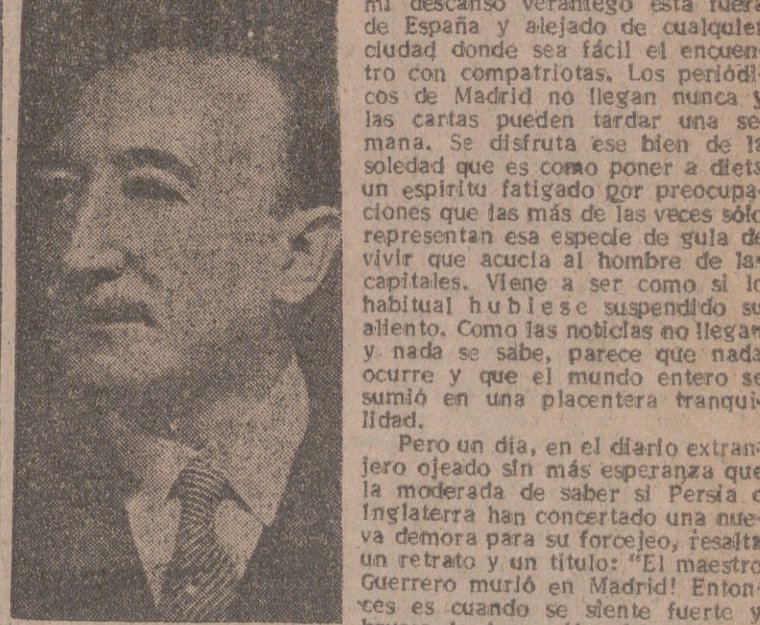 mi descanso veraniego está fuera
de España y alejado de cualquier
ciudad donde sea fácil el encuen-
tro con compatriotas. Los periódi-
cos de Madrid no llegan nunca y
las cartas pueden tardar una se-
mana. Se disfruta ese bien de la
soledad que es como poner a dieta
un espíritu fatigado por preocupa-
ciones que las más de las veces sólo
representan esa especie de gula de
vivir que acucia al hombre de las
capitales. Viene a ser como si lo
habitual hubiese suspendido su
aliento. Como las noticias no llegan
y nada se sabe, parece que nada
ocurre y que el mundo entero se
sumió en una placentera tranqui-
lidad.
Pero un día, en el diario extran-
jero ojeado sin más esperanza que
la moderada de saber si Persia o
Inglaterra han concertado una nue-
va demora para su forcejeo, resalta
un retrato y un título: "El maestro
Guerrero murió en Madrid! Enton-
ces es cuando se siente fuerte y